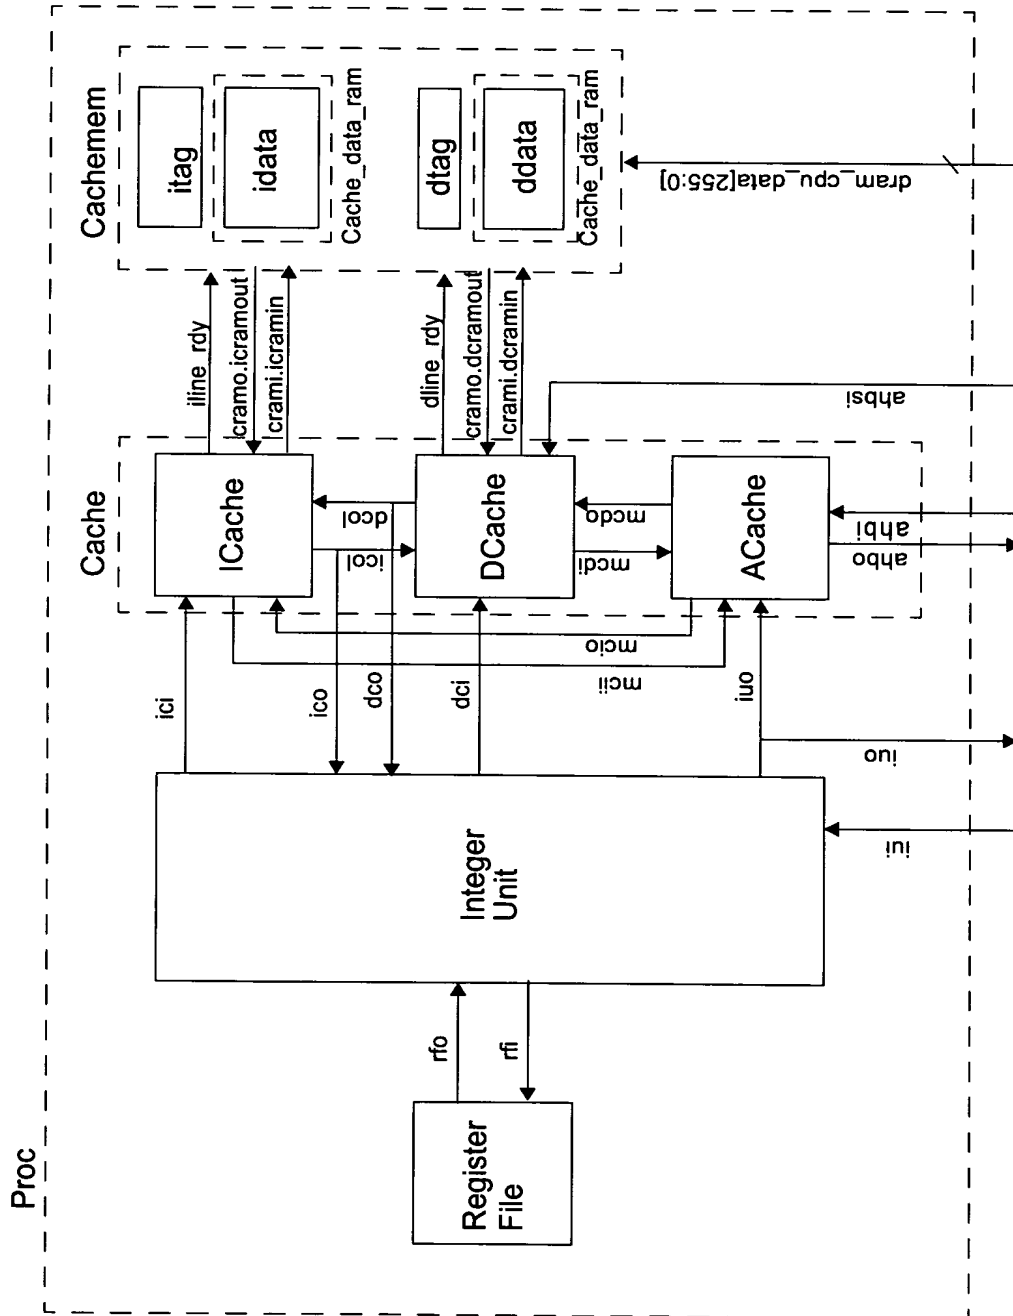 Proc
Register
File
rfo
rfi
Integer
Unit
iui
iuo
iuo
ici
ico
dco
dci
mcii
mcio
Cache
ICache
icol
dcol
DCache
mcdi
mcdo
ACache
ahbo
ahbi
ahbsi
iline_rdy
cramo.icramout
crami.icramin
dline_rdy
cramo.dcramout
crami.dcramin
Cachemem
itag
idata
Cache_data_ram
dtag
ddata
Cache_data_ram
dram_cpu_data[255:0]